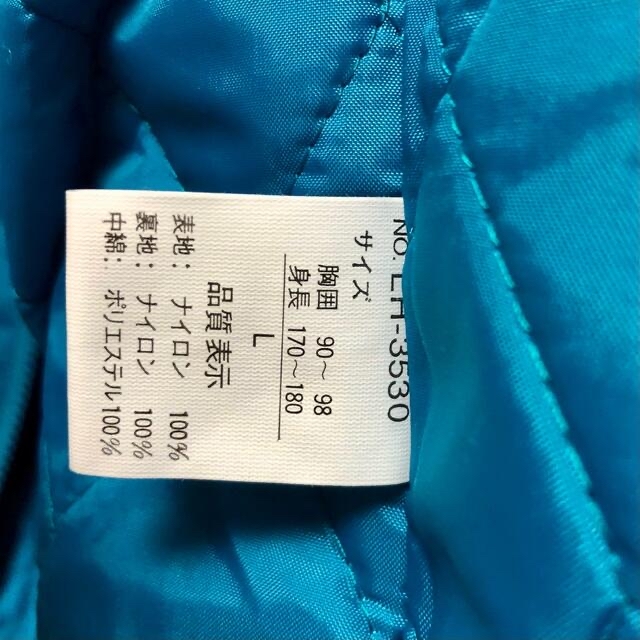 No. LH-3530
サイズ
胸囲 90～98
身長 170～180
L
品質表示
表地： ナイロン 100%
裏地： ナイロン 100%
中綿： ポリエステル100%